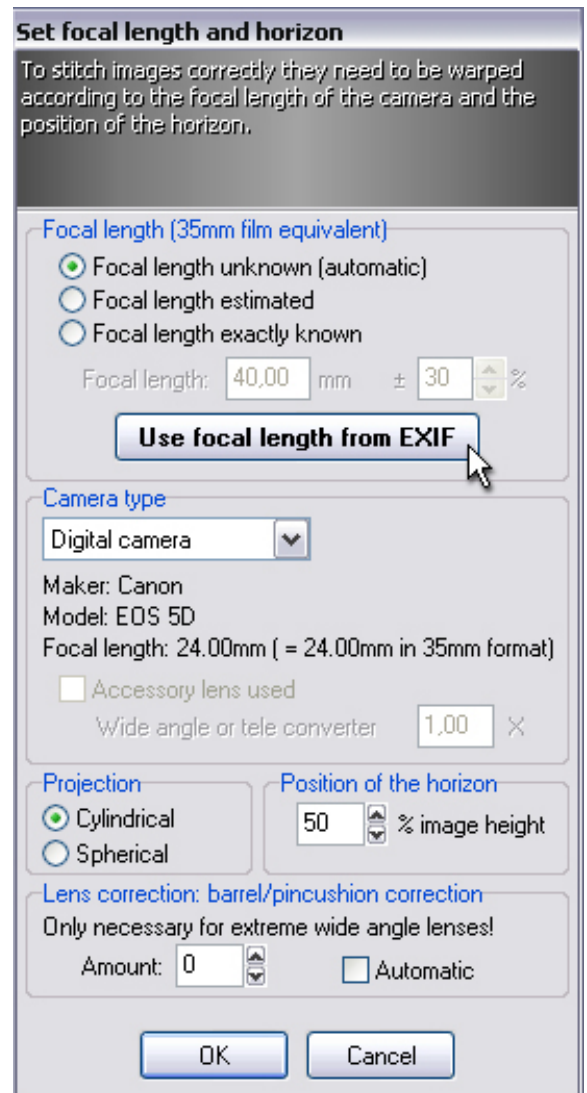 Set focal length and horizon
To stitch images correctly they need to be warped
according to the focal length of the camera and the
position of the horizon.
Focal length (35mm film equivalent)
Focal length unknown (automatic)
Focal length estimated
Focal length exactly known
Focal length: 40,00 mm ± 30 %
Use focal length from EXIF
Camera type
Digital camera
Maker: Canon
Model: EOS 5D
Focal length: 24.00mm ( = 24.00mm in 35mm format)
Accessory lens used
Wide angle or tele converter 1,00 X
Projection
Cylindrical
Spherical
Position of the horizon
50 % image height
Lens correction: barrel/pincushion correction
Only necessary for extreme wide angle lenses!
Amount: 0 Automatic
OK Cancel